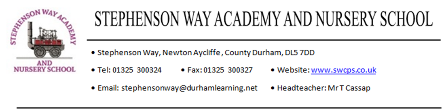 STEPHENSON WAY ACADEMY
AND
NURSERY SCHOOL
STEPHENSON WAY ACADEMY AND NURSERY SCHOOL
• Stephenson Way, Newton Aycliffe, County Durham, DL5 7DD
• Tel: 01325 300324 • Fax: 01325 300327 • Website: www.swcps.co.uk
• Email: stephensonway@durhamlearning.net • Headteacher: Mr T Cassap